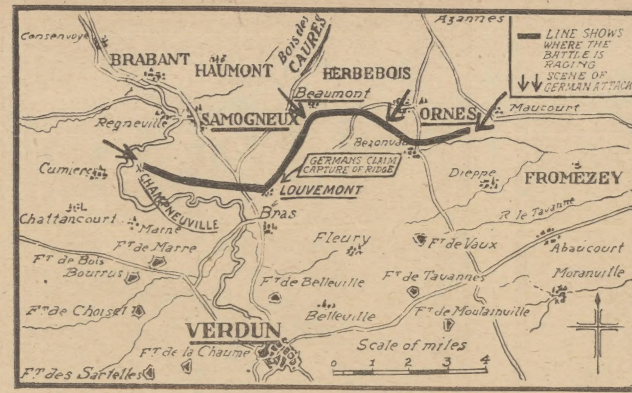 Azannes
Consenvoye
BRABANT
HAUMONT
Bois des
CAURES
HERBEBOIS
LINE SHOWS
WHERE THE
BATTLE IS
RAGING
SCENE OF
GERMAN ATTACK
Beaumont
Regneville
SAMOGNEUX
ORNES
Maucourt
Bezonvaux
Cumieres
GERMANS CLAIM
CAPTURE OF RIDGE
Dieppe
FROMEZEY
CHAMPNEUVILLE
LOUVEMONT
Chattancourt
Marne
Bras
R le Tavanne
Ft de Marre
Fleury
Ft de Vaux
Abaucourt
Ft de Bois
Bourrus
Ft de Belleville
Ft de Tavannes
Moranville
Ft de Choisel
Belleville
Ft de Moulainville
VERDUN
Scale of miles
Ft de la Chaume
0 1 2 3 4
Ft des Sartelles